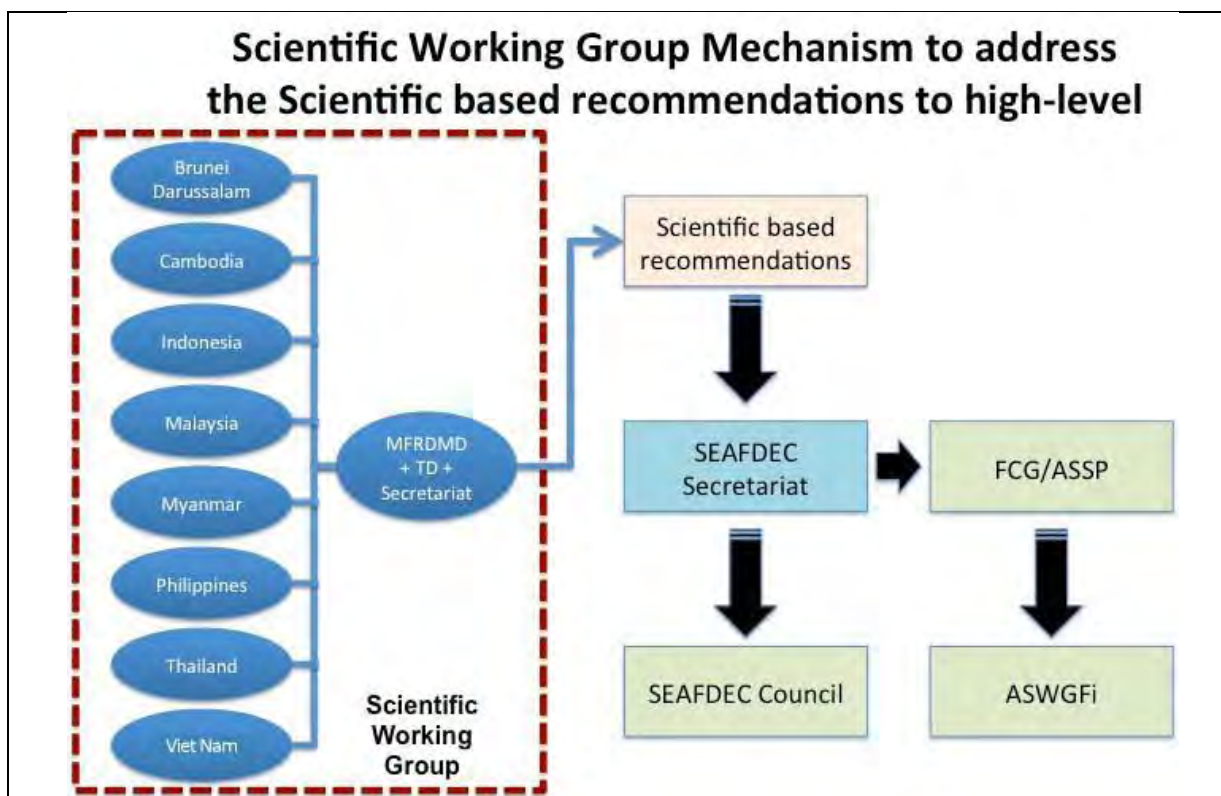 Scientific Working Group Mechanism to address
the Scientific based recommendations to high-level
Brunei
Darussalam
Cambodia
Indonesia
Malaysia
Myanmar
Philippines
Thailand
Viet Nam
MFRDMD
+ TD +
Secretariat
Scientific
Working
Group
Scientific based
recommendations
SEAFDEC
Secretariat
FCG/ASSP
SEAFDEC Council
ASWGFi